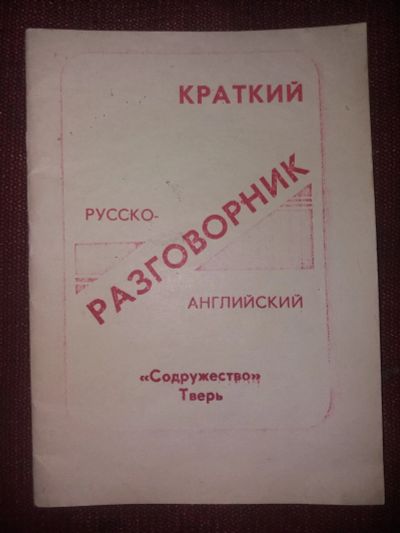 КРАТКИЙ
РУССКО-
РАЗГОВОРНИК
АНГЛИЙСКИЙ
«Содружество»
Тверь